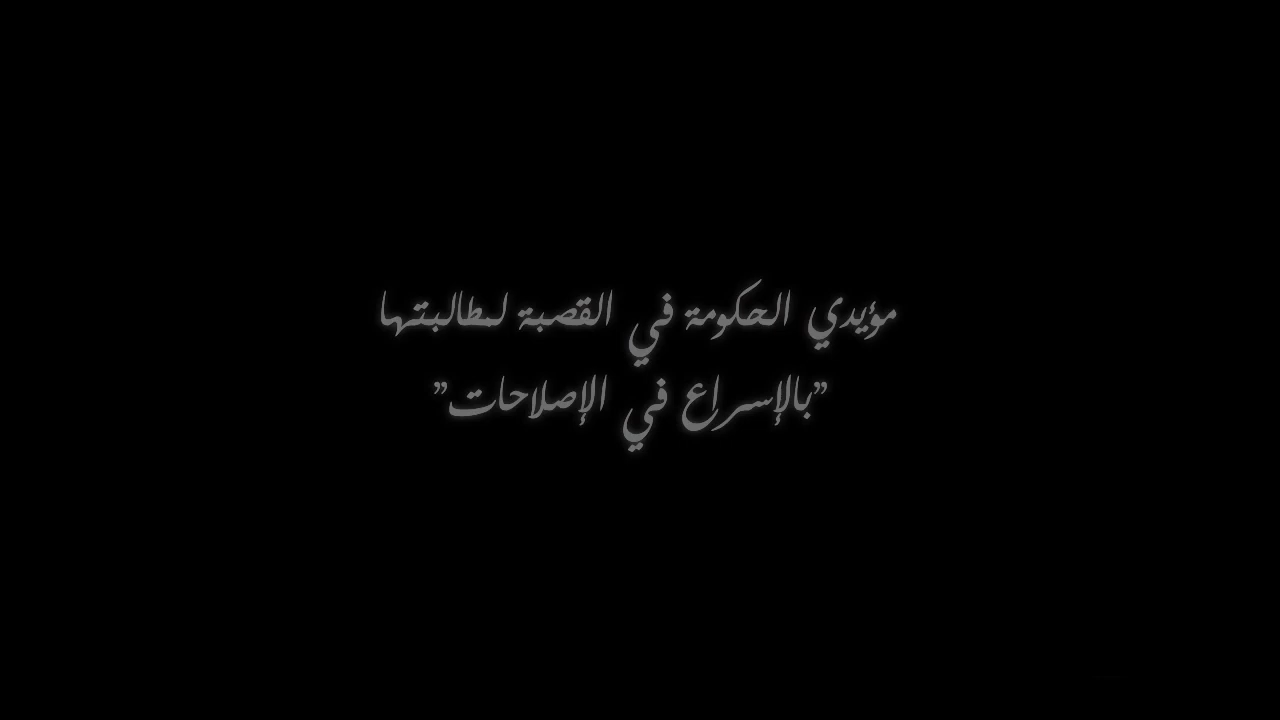 مؤيدي الحكومة في القصبة لمطالبتها
”بالإسراع في الإصلاحات”